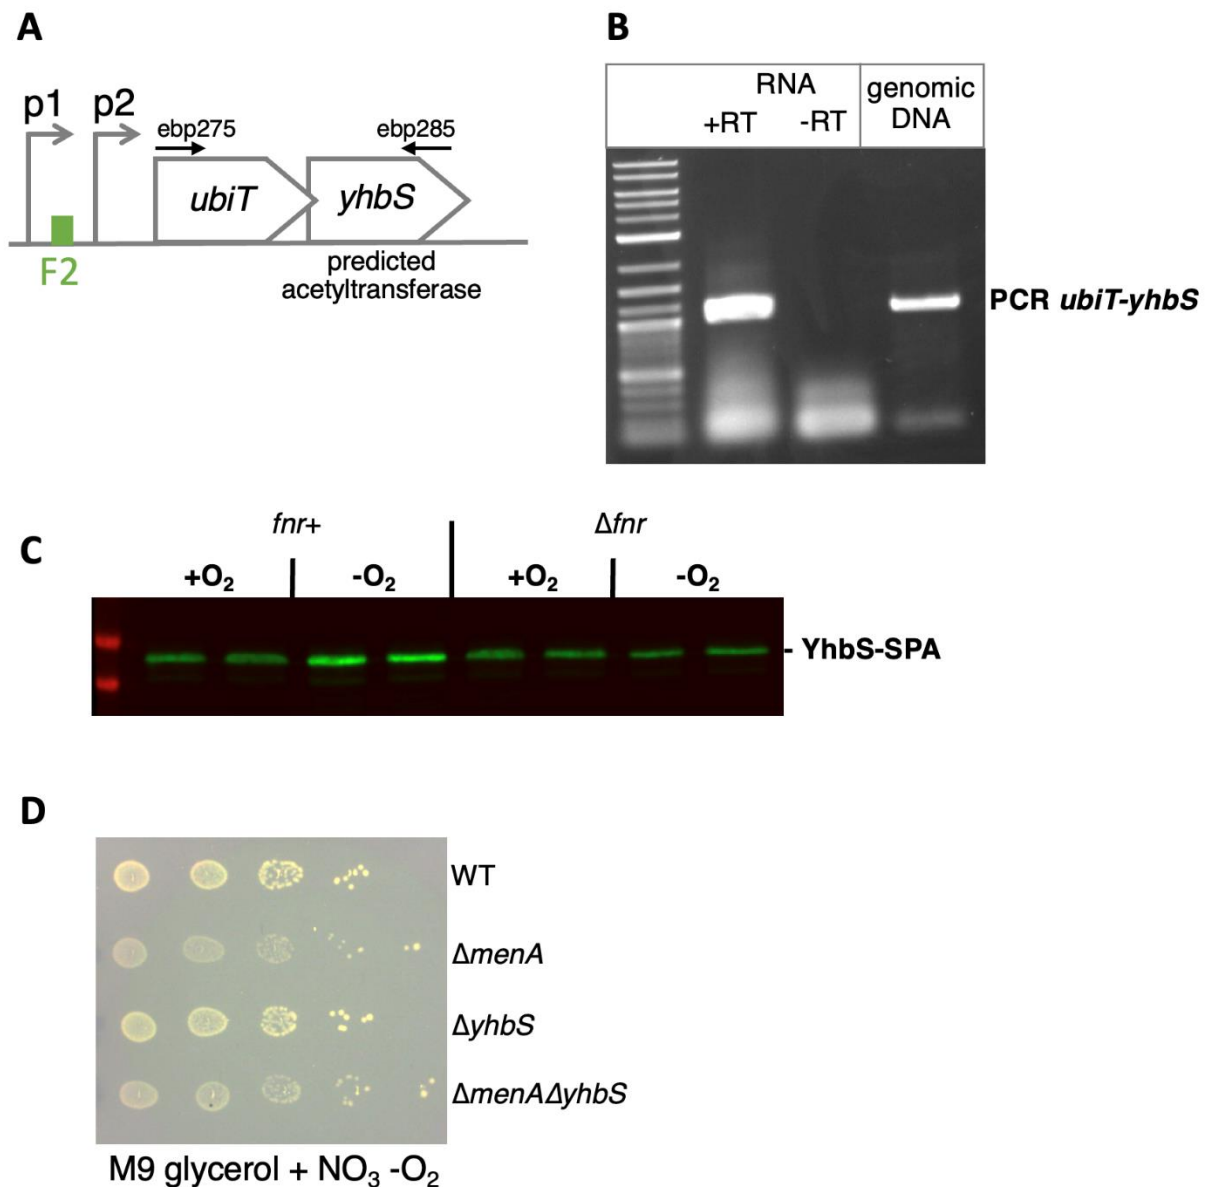 A
p1
p2
ebp275
ebp285
ubiT
yhbS
F2
predicted
acetyltransferase
B
RNA
genomic
DNA
+RT
-RT
PCR ubiT-yhbS
C
fnr+
Δfnr
+O₂
-O₂
+O₂
-O₂
- YhbS-SPA
D
WT
ΔmenA
ΔyhbS
ΔmenAΔyhbS
M9 glycerol + NO₃ -O₂